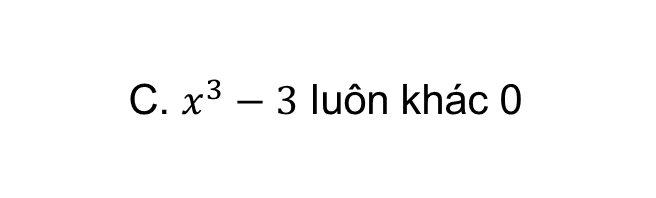 C. x³ − 3 luôn khác 0